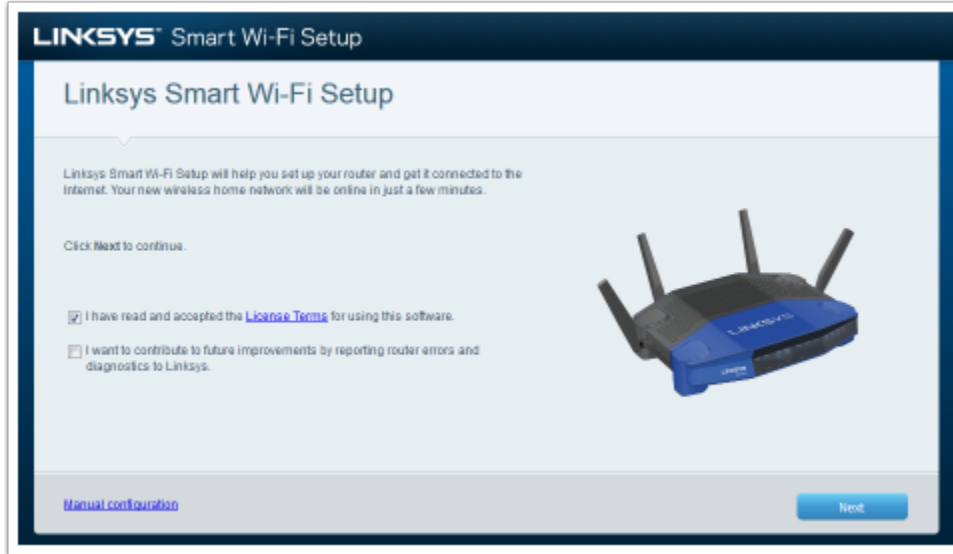 LINKSYS™ Smart Wi-Fi Setup
Linksys Smart Wi-Fi Setup
Linksys Smart Wi-Fi Setup will help you set up your router and get it connected to the
Internet. Your new wireless home network will be online in just a few minutes.
Click Next to continue.
I have read and accepted the License Terms for using this software.
I want to contribute to future improvements by reporting router errors and
diagnostics to Linksys.
LINKSYS
LINKSYS
Manual configuration
Next